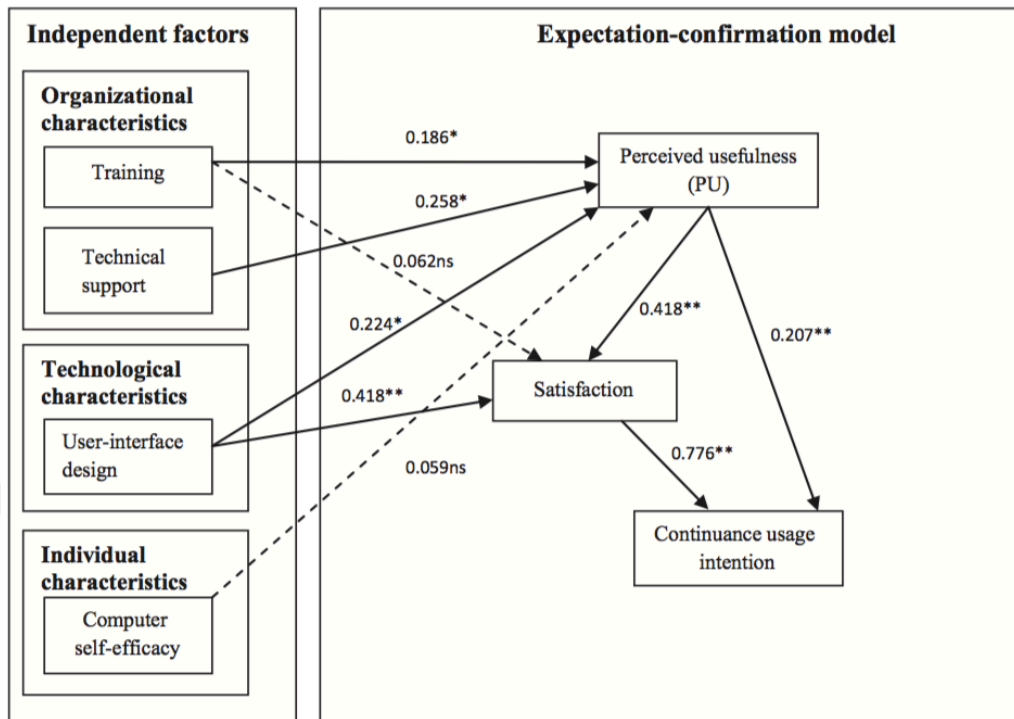 Independent factors
Organizational
characteristics
Training
Technical
support
Technological
characteristics
User-interface
design
Individual
characteristics
Computer
self-efficacy
Expectation-confirmation model
0.186*
Perceived usefulness
(PU)
0.258*
0.062ns
0.224*
0.418**
0.207**
Satisfaction
0.418**
0.059ns
0.776**
Continuance usage
intention